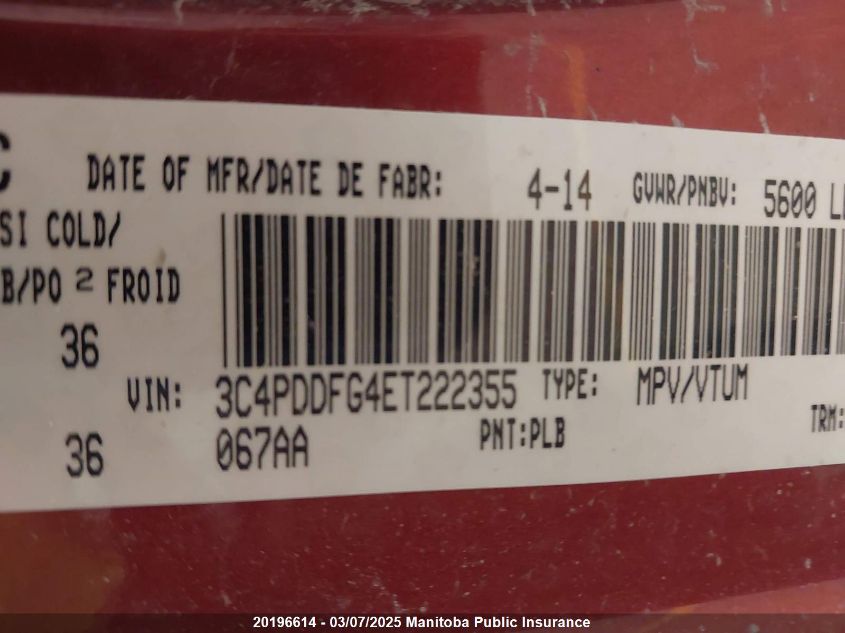 C DATE OF MFR/DATE DE FABR: 4-14 GVWR/PNBV: 5600 L
SI COLD/
B/PO 2 FROID
36
VIN: 3C4PDDFG4ET222355 TYPE: MPV/VTUM
36 067AA PNT:PLB TRM:
20196614 - 03/07/2025 Manitoba Public Insurance